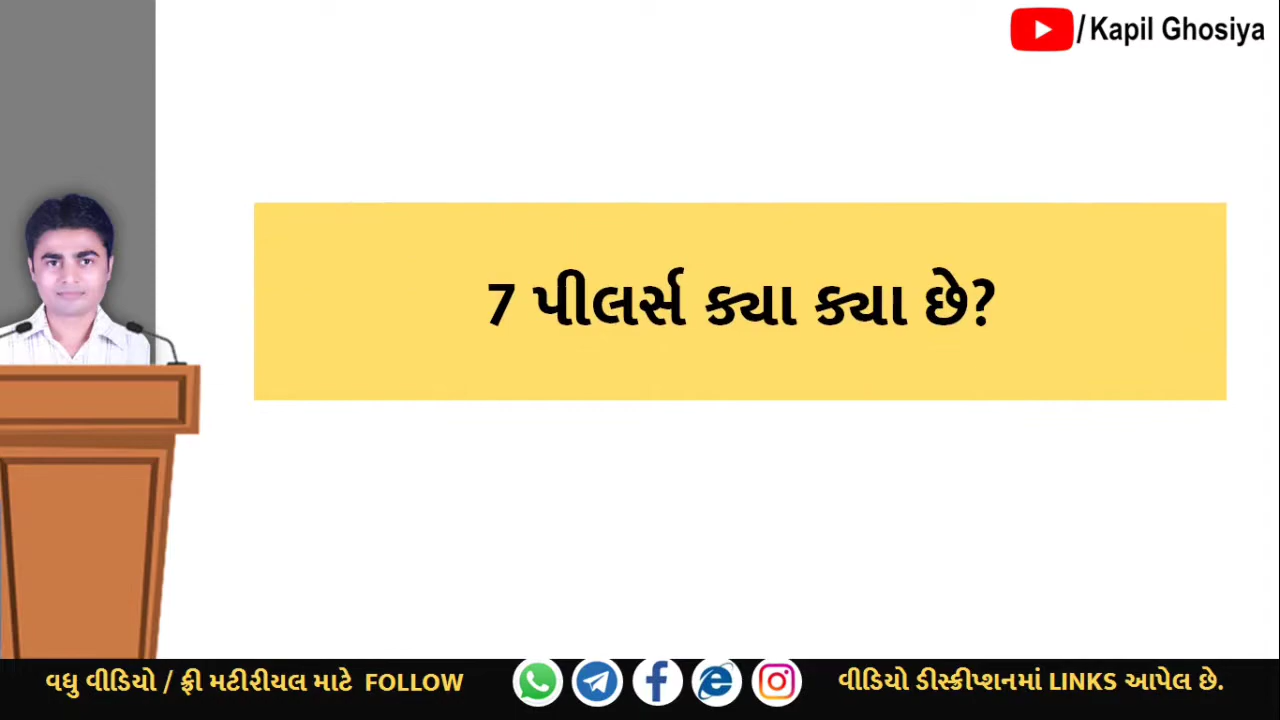 /Kapil Ghosiya
7 પીલર્સ ક્યા ક્યા છે?
વધુ વીડિયો / ફ્રી મટીરીયલ માટે FOLLOW
વીડિયો ડીસ્ક્રીપ્શનમાં LINKS આપેલ છે.